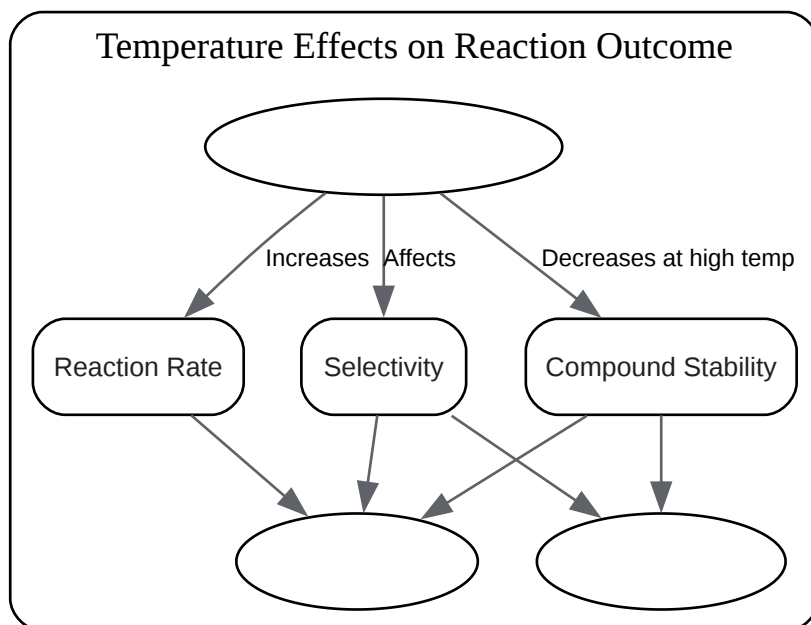 Temperature Effects on Reaction Outcome
Increases
Affects
Decreases at high temp
Reaction Rate
Selectivity
Compound Stability